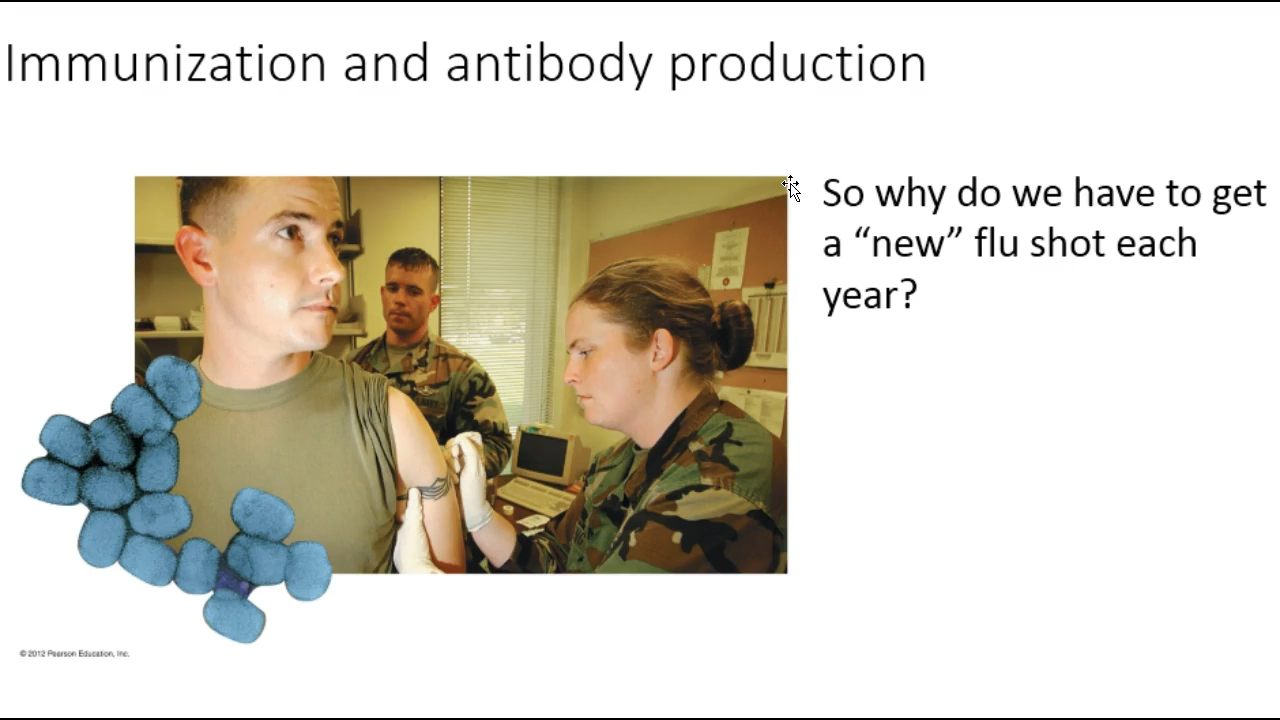 Immunization and antibody production
So why do we have to get
a “new” flu shot each
year?
© 2012 Pearson Education, Inc.